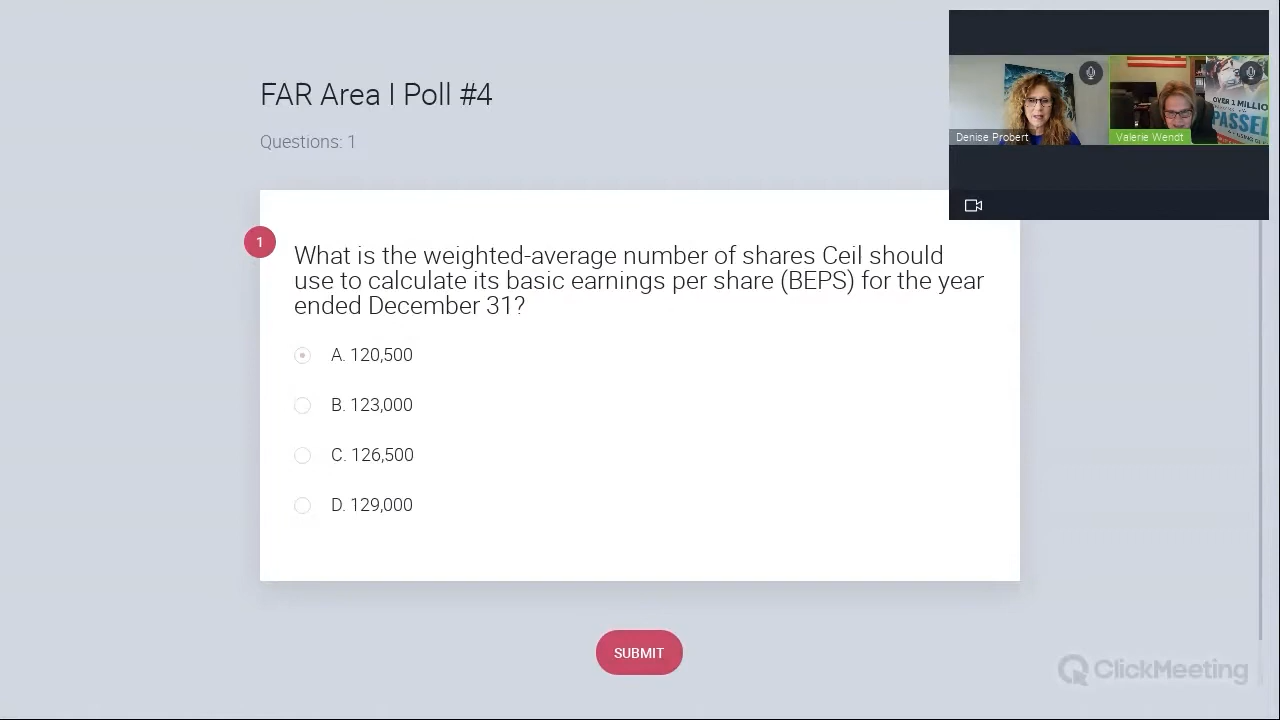 FAR Area I Poll #4
Questions: 1
1
What is the weighted-average number of shares Ceil should
use to calculate its basic earnings per share (BEPS) for the year
ended December 31?
A. 120,500
B. 123,000
C. 126,500
D. 129,000
SUBMIT
Denise Probert
Valerie Wendt
OVER 1 MILLIO
PASSE
ClickMeeting